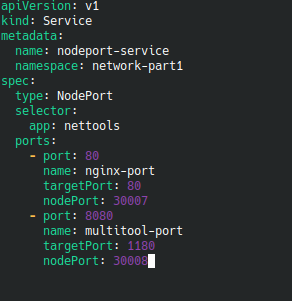 apiVersion: v1
kind: Service
metadata:
  name: nodeport-service
  namespace: network-part1
spec:
  type: NodePort
  selector:
    app: nettools
  ports:
    - port: 80
      name: nginx-port
      targetPort: 80
      nodePort: 30007
    - port: 8080
      name: multitool-port
      targetPort: 1180
      nodePort: 30008